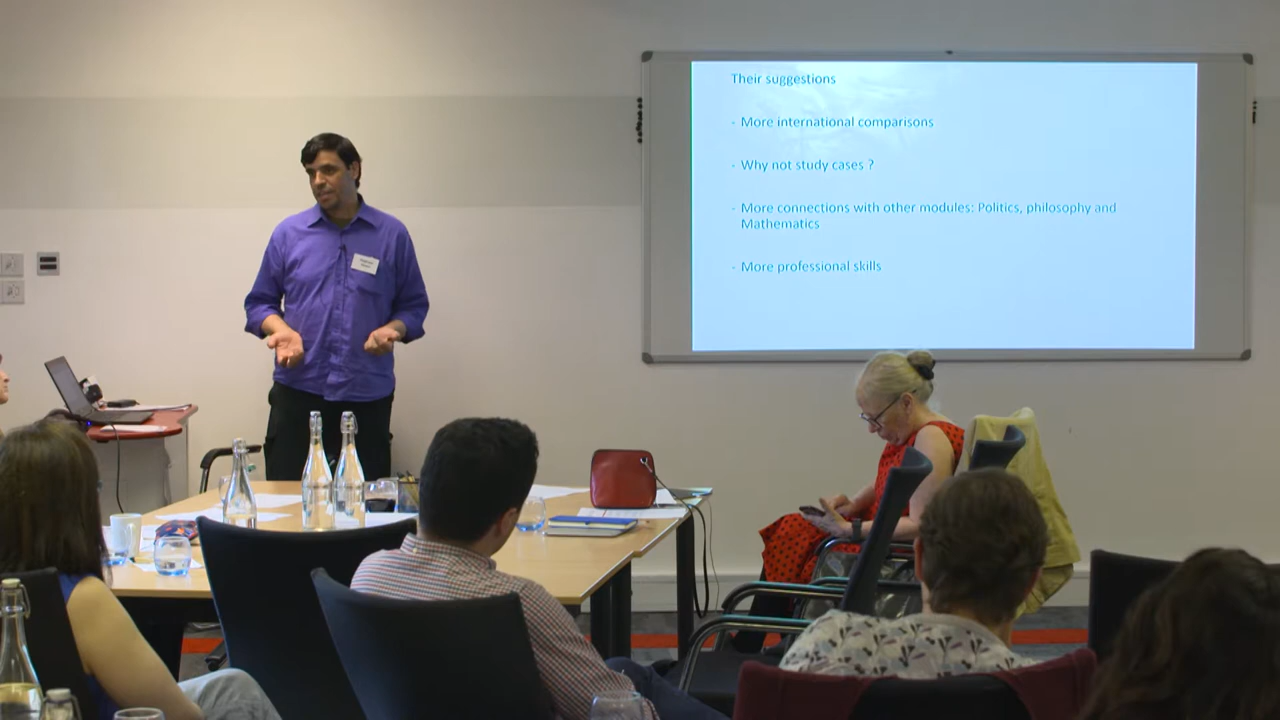 Their suggestions
- More international comparisons
- Why not study cases ?
- More connections with other modules: Politics, philosophy and
Mathematics
- More professional skills